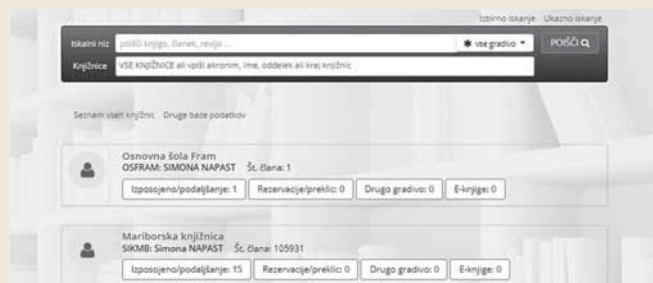 Izbirno iskanje Ukazno iskanje
Iskalni niz poišči knjigo, članek, revijo ... ✱ vse gradivo POIŠČI
Knjižnice VSE KNJIŽNICE ali vpiši akronim, ime, oddelek ali kraj knjižnic
Seznam vseh knjižnic Druge baze podatkov
Osnovna šola Fram
OSFRAM: SIMONA NAPAST Št. člana: 1
Izposojeno/podaljšanje: 1 Rezervacije/preklic: 0 Drugo gradivo: 0 E-knjige: 0
Mariborska knjižnica
SIKMB: Simona NAPAST Št. člana: 105931
Izposojeno/podaljšanje: 15 Rezervacije/preklic: 0 Drugo gradivo: 0 E-knjige: 0